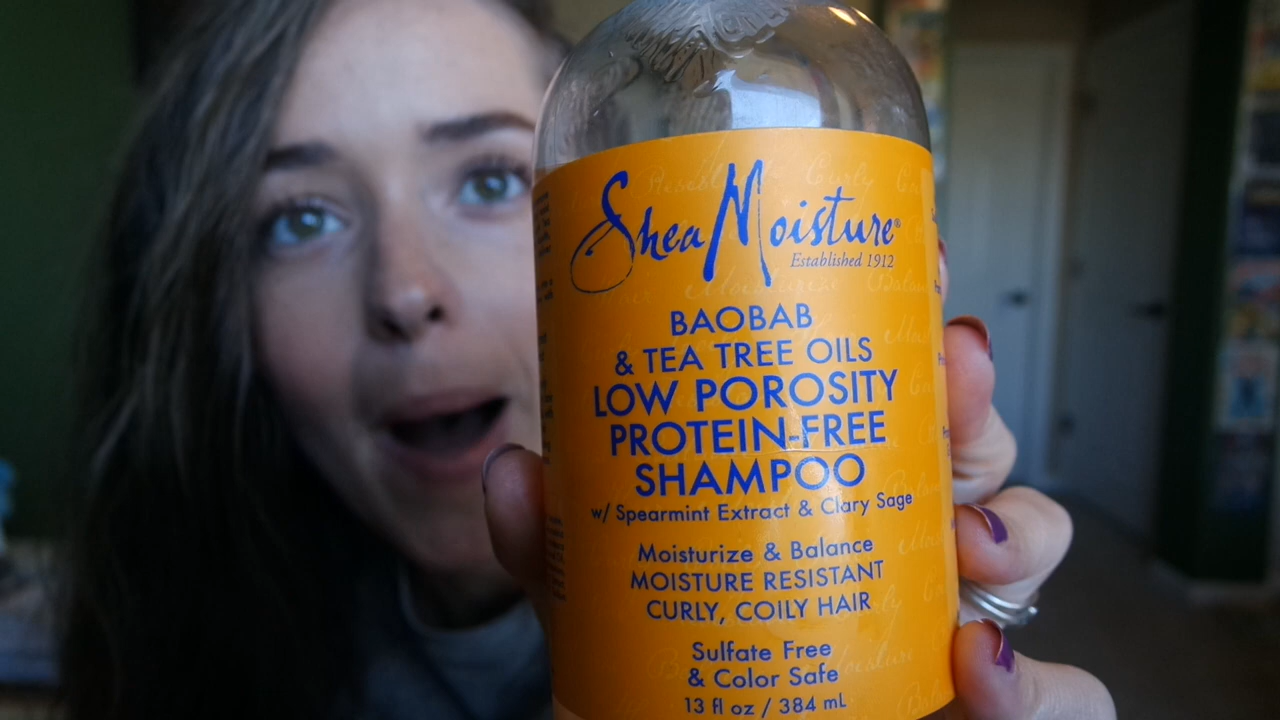 SheaMoisture®
Established 1912
BAOBAB
& TEA TREE OILS
LOW POROSITY
PROTEIN-FREE
SHAMPOO
w/ Spearmint Extract & Clary Sage
Moisturize & Balance
MOISTURE RESISTANT
CURLY, COILY HAIR
Sulfate Free
& Color Safe
13 fl oz / 384 mL